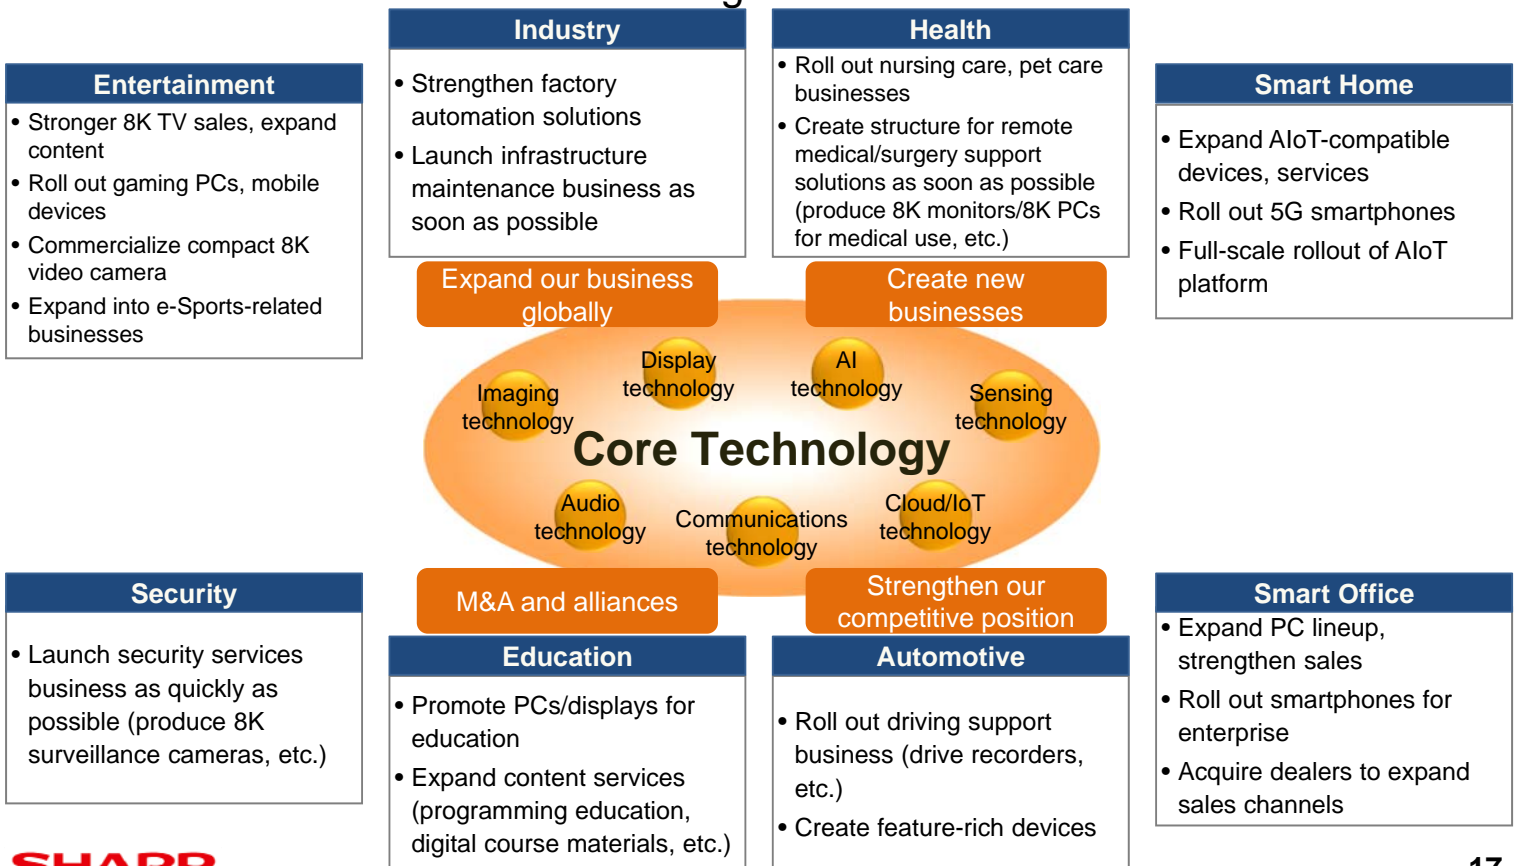 Industry
• Strengthen factory
automation solutions
• Launch infrastructure
maintenance business as
soon as possible
Health
• Roll out nursing care, pet care
businesses
• Create structure for remote
medical/surgery support
solutions as soon as possible
(produce 8K monitors/8K PCs
for medical use, etc.)
Entertainment
• Stronger 8K TV sales, expand
content
• Roll out gaming PCs, mobile
devices
• Commercialize compact 8K
video camera
• Expand into e-Sports-related
businesses
Smart Home
• Expand AIoT-compatible
devices, services
• Roll out 5G smartphones
• Full-scale rollout of AIoT
platform
Expand our business
globally
Create new
businesses
Display
technology
AI
technology
Imaging
technology
Sensing
technology
Core Technology
Audio
technology
Communications
technology
Cloud/IoT
technology
M&A and alliances
Strengthen our
competitive position
Security
• Launch security services
business as quickly as
possible (produce 8K
surveillance cameras, etc.)
Education
• Promote PCs/displays for
education
• Expand content services
(programming education,
digital course materials, etc.)
Automotive
• Roll out driving support
business (drive recorders,
etc.)
• Create feature-rich devices
Smart Office
• Expand PC lineup,
strengthen sales
• Roll out smartphones for
enterprise
• Acquire dealers to expand
sales channels
SHARP
17